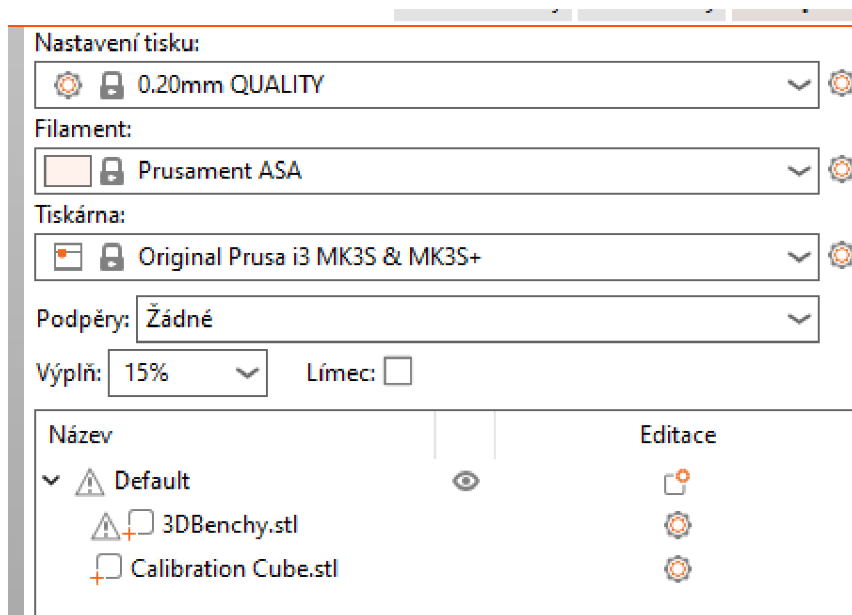 Nastavení tisku:
0.20mm QUALITY
Filament:
Prusament ASA
Tiskárna:
Original Prusa i3 MK3S & MK3S+
Podpěry: Žádné
Výplň: 15% Límec:
Název Editace
Default
3DBenchy.stl
Calibration Cube.stl